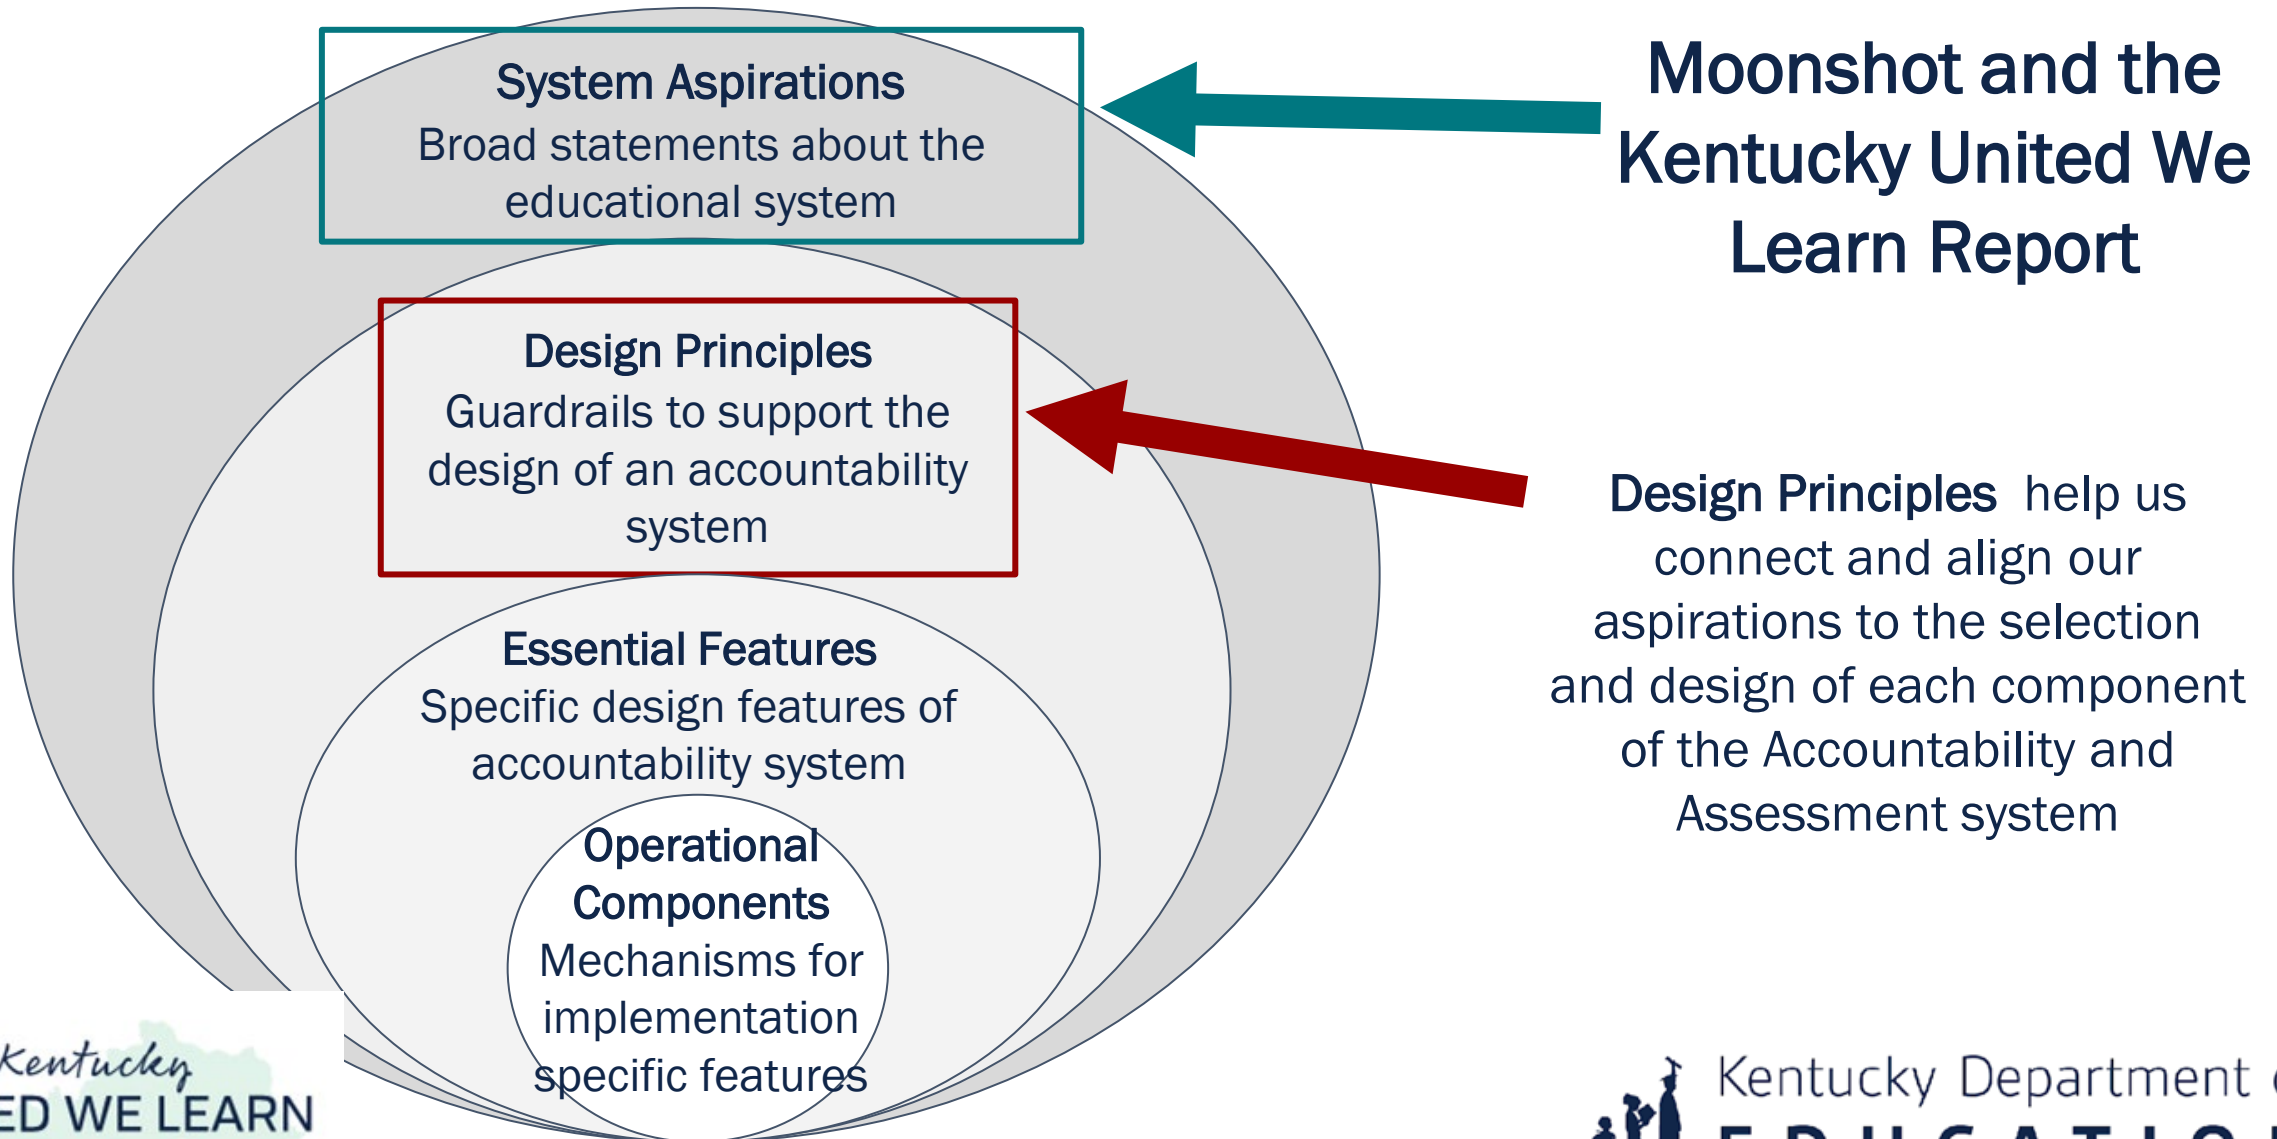 System Aspirations
Broad statements about the
educational system
Moonshot and the
Kentucky United We
Learn Report
Design Principles
Guardrails to support the
design of an accountability
system
Design Principles help us
connect and align our
aspirations to the selection
and design of each component
of the Accountability and
Assessment system
Essential Features
Specific design features of
accountability system
Operational
Components
Mechanisms for
implementation
specific features
Kentucky
ED WE LEARN
Kentucky Department
EDUCATIO